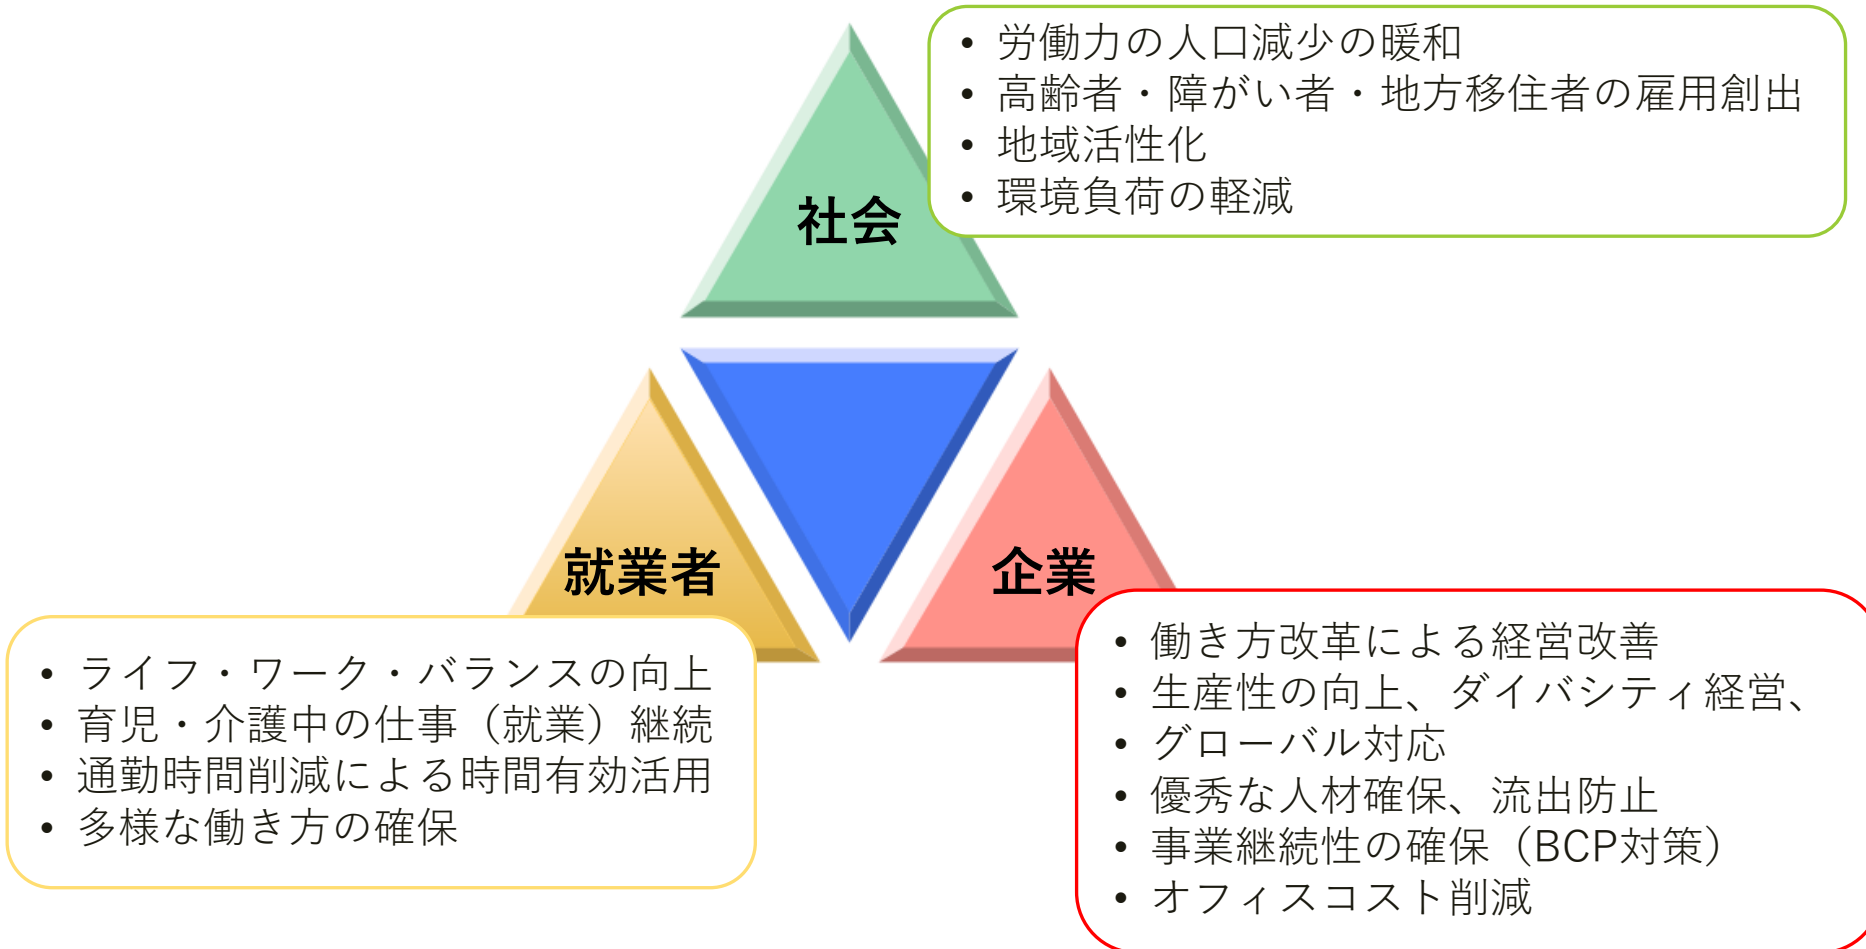 社会
• 労働力の人口減少の暖和
• 高齢者・障がい者・地方移住者の雇用創出
• 地域活性化
• 環境負荷の軽減
就業者
• ライフ・ワーク・バランスの向上
• 育児・介護中の仕事（就業）継続
• 通勤時間削減による時間有効活用
• 多様な働き方の確保
企業
• 働き方改革による経営改善
• 生産性の向上、ダイバシティ経営、
• グローバル対応
• 優秀な人材確保、流出防止
• 事業継続性の確保（BCP対策）
• オフィスコスト削減